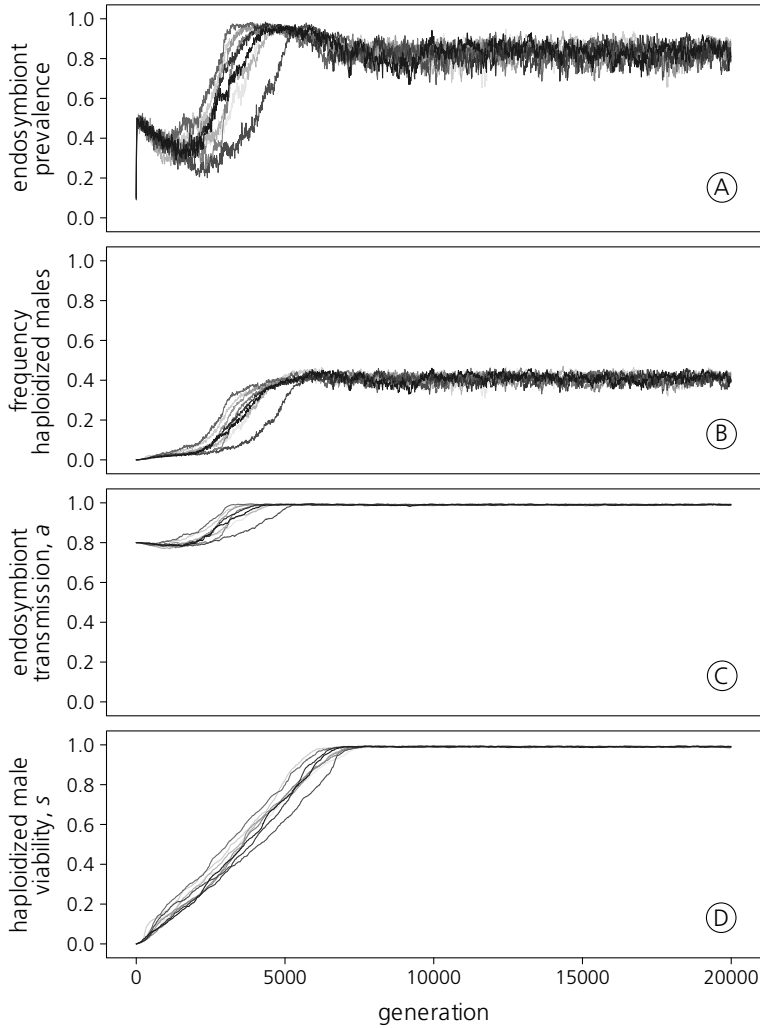 endosymbiont
prevalence
1.0
0.8
0.6
0.4
0.2
0.0
A
frequency
haploidized males
1.0
0.8
0.6
0.4
0.2
0.0
B
endosymbiont
transmission, a
1.0
0.8
0.6
0.4
0.2
0.0
C
haploidized male
viability, s
1.0
0.8
0.6
0.4
0.2
0.0
D
0 5000 10000 15000 20000
generation